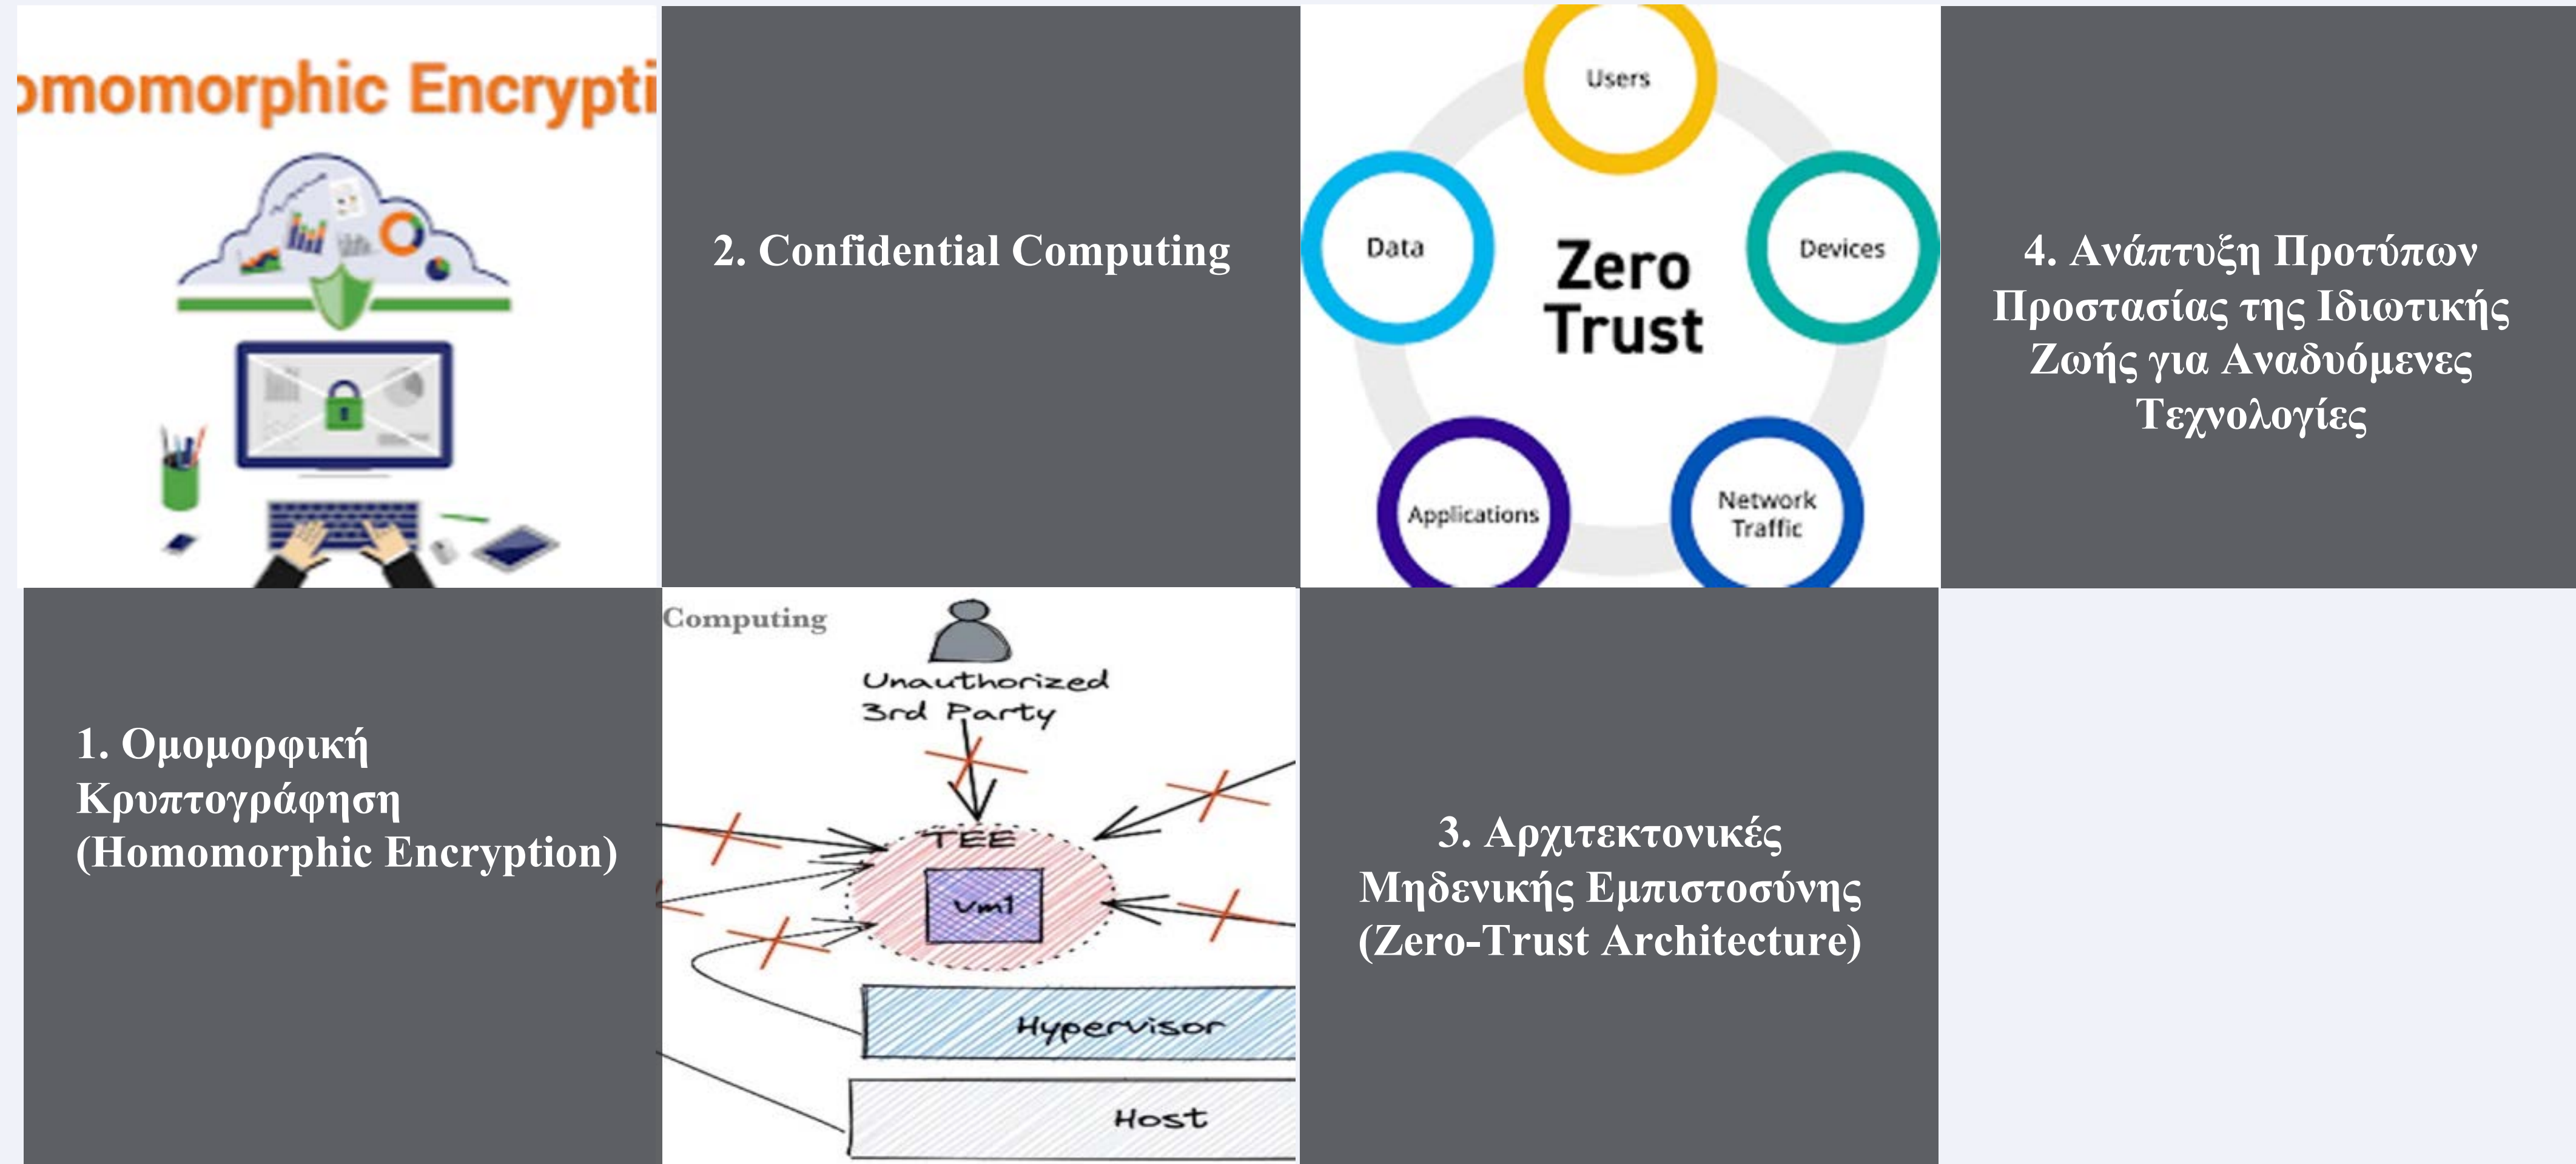 omomorphic Encrypti
1. Ομομορφική
Κρυπτογράφηση
(Homomorphic Encryption)
2. Confidential Computing
Computing
Unauthorized
3rd Party
TEE
Vm1
Hypervisor
Host
Users
Data
Devices
Zero
Trust
Applications
Network
Traffic
3. Αρχιτεκτονικές
Μηδενικής Εμπιστοσύνης
(Zero-Trust Architecture)
4. Ανάπτυξη Προτύπων
Προστασίας της Ιδιωτικής
Ζωής για Αναδυόμενες
Τεχνολογίες